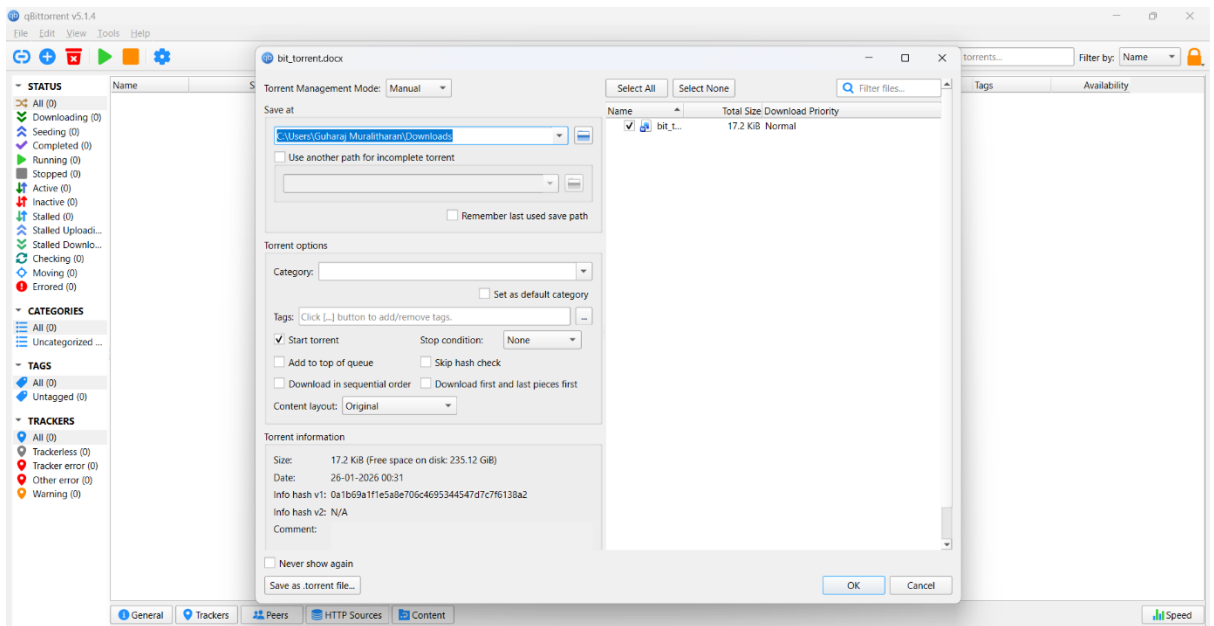 qBittorrent v5.1.4
File Edit View Tools Help
torrents...
Filter by: Name
STATUS
All (0)
Downloading (0)
Seeding (0)
Completed (0)
Running (0)
Stopped (0)
Active (0)
Inactive (0)
Stalled (0)
Stalled Uploadi...
Stalled Downlo...
Checking (0)
Moving (0)
Errored (0)
CATEGORIES
All (0)
Uncategorized ...
TAGS
All (0)
Untagged (0)
TRACKERS
All (0)
Trackerless (0)
Tracker error (0)
Other error (0)
Warning (0)
Name
S
Tags
Availability
bit_torrent.docx
Torrent Management Mode: Manual
Save at
C:\Users\Guharaj Muralitharan\Downloads
Use another path for incomplete torrent
Remember last used save path
Torrent options
Category:
Set as default category
Tags: Click [...] button to add/remove tags.
...
Start torrent
Stop condition: None
Add to top of queue
Skip hash check
Download in sequential order
Download first and last pieces first
Content layout: Original
Torrent information
Size: 17.2 KiB (Free space on disk: 235.12 GiB)
Date: 26-01-2026 00:31
Info hash v1: 0a1b69a1f1e5a8e706c4695344547d7c7f6138a2
Info hash v2: N/A
Comment:
Never show again
Save as .torrent file...
Select All
Select None
Filter files...
Name Total Size Download Priority
bit_t... 17.2 KiB Normal
OK
Cancel
General
Trackers
Peers
HTTP Sources
Content
Speed